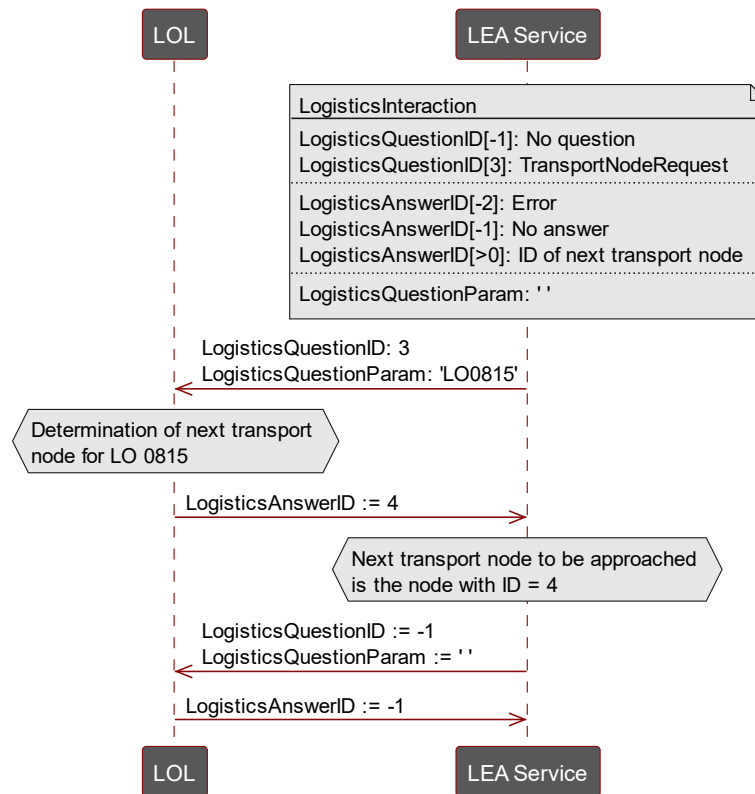 LOL
LEA Service
LogisticsInteraction
LogisticsQuestionID[-1]: No question
LogisticsQuestionID[3]: TransportNodeRequest
LogisticsAnswerID[-2]: Error
LogisticsAnswerID[-1]: No answer
LogisticsAnswerID[>0]: ID of next transport node
LogisticsQuestionParam: ' '
LogisticsQuestionID: 3
LogisticsQuestionParam: 'LO0815'
Determination of next transport
node for LO 0815
LogisticsAnswerID := 4
Next transport node to be approached
is the node with ID = 4
LogisticsQuestionID := -1
LogisticsQuestionParam := ' '
LogisticsAnswerID := -1
LOL
LEA Service